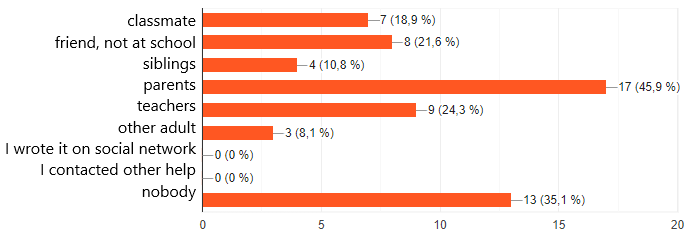 classmate 7 (18,9 %)
friend, not at school 8 (21,6 %)
siblings 4 (10,8 %)
parents 17 (45,9 %)
teachers 9 (24,3 %)
other adult 3 (8,1 %)
I wrote it on social network 0 (0 %)
I contacted other help 0 (0 %)
nobody 13 (35,1 %)
0 5 10 15 20